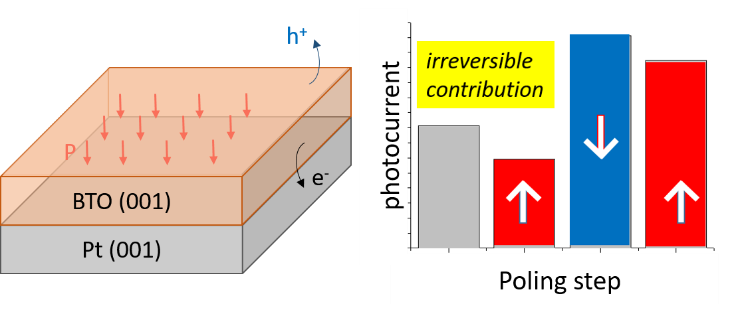 h⁺
P
e⁻
BTO (001)
Pt (001)
photocurrent
irreversible
contribution
Poling step